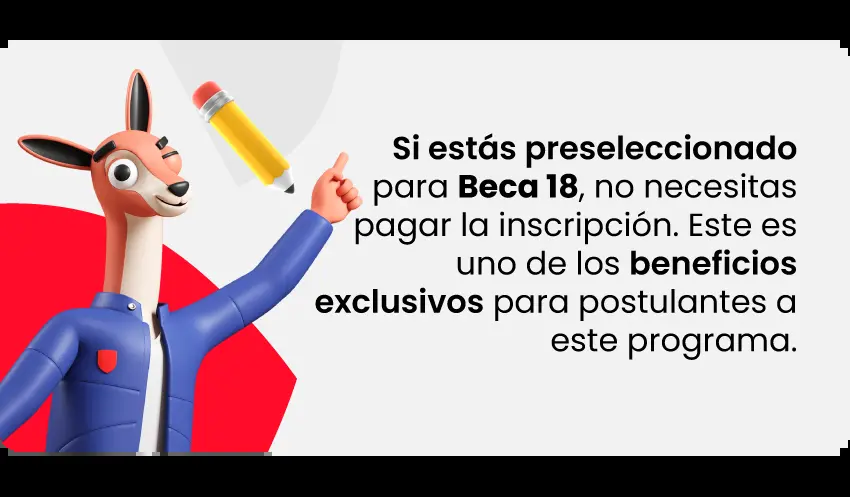 Si estás preseleccionado
para Beca 18, no necesitas
pagar la inscripción. Este es
uno de los beneficios
exclusivos para postulantes a
este programa.